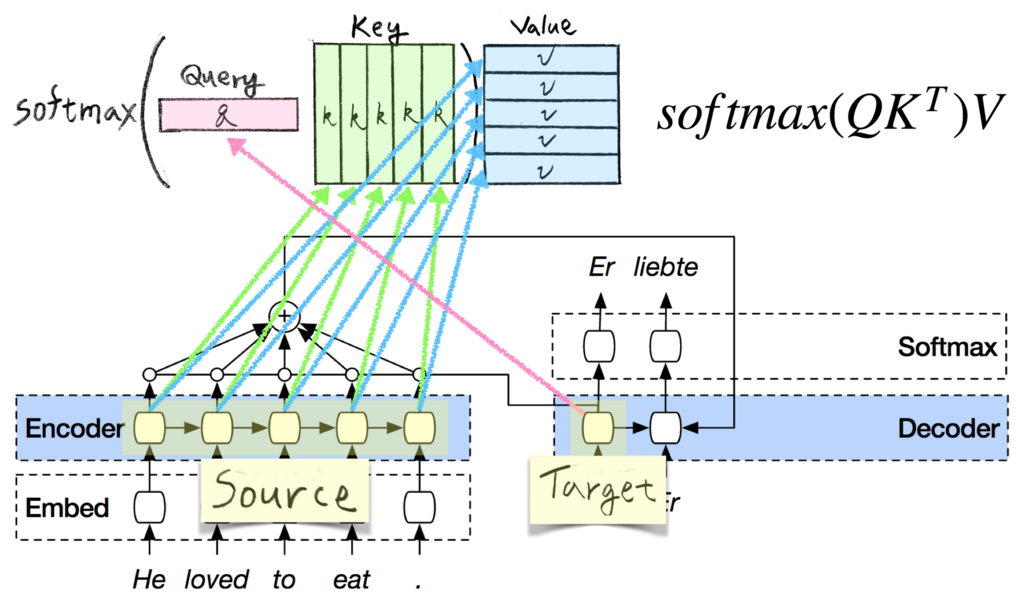 Key
Value
Query
softmax(
q
k k k k k
)
v
v
v
v
v
softmax(QK^T)V
Er liebte
+
Softmax
Encoder
Decoder
Source
Target
Embed
Er
He loved to eat .